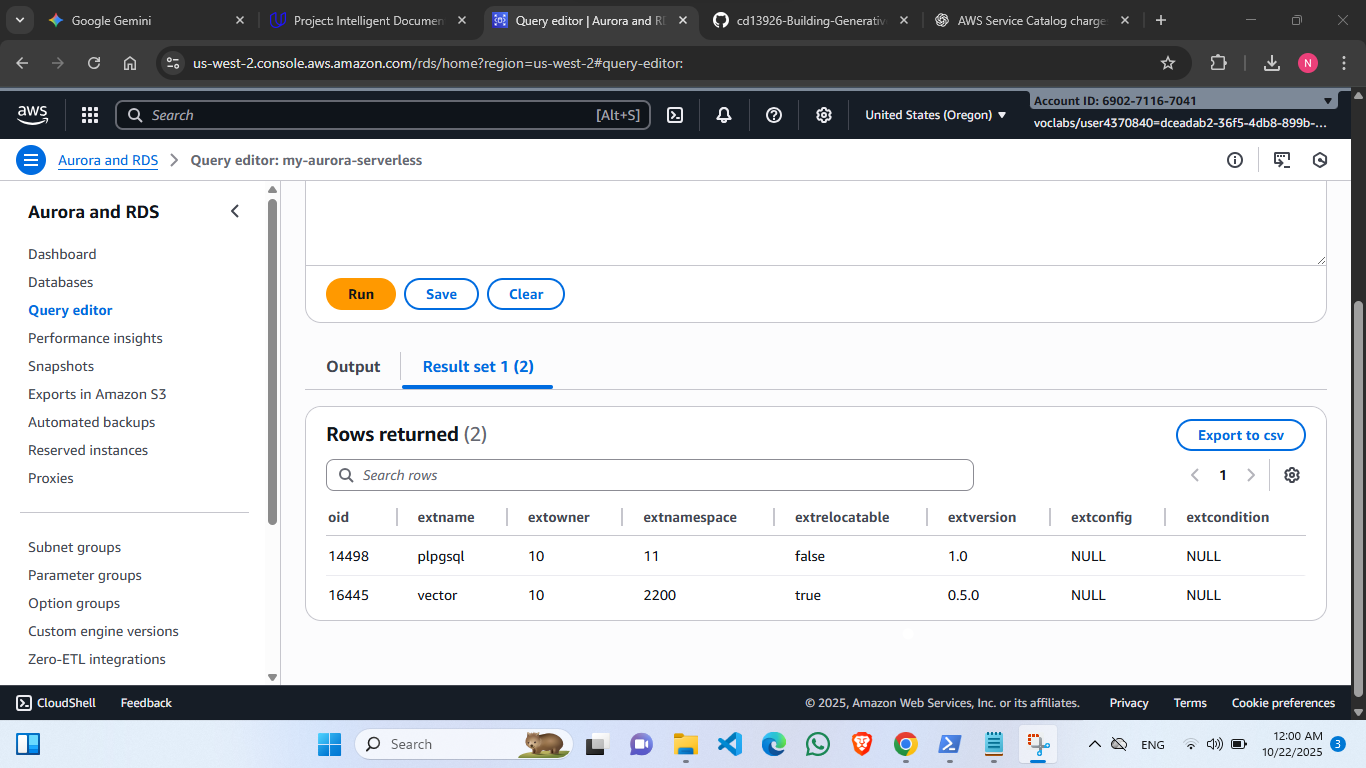 Google Gemini
Project: Intelligent Documen
Query editor | Aurora and RD
cd13926-Building-Generativ
AWS Service Catalog charge
us-west-2.console.aws.amazon.com/rds/home?region=us-west-2#query-editor:
N
aws
Search
[Alt+S]
United States (Oregon)
Account ID: 6902-7116-7041
voclabs/user4370840=dceadab2-36f5-4db8-899b-...
Aurora and RDS
Query editor: my-aurora-serverless
Aurora and RDS
Dashboard
Databases
Query editor
Performance insights
Snapshots
Exports in Amazon S3
Automated backups
Reserved instances
Proxies
Subnet groups
Parameter groups
Option groups
Custom engine versions
Zero-ETL integrations
Run Save Clear
Output Result set 1 (2)
Rows returned (2)
Export to csv
Search rows
1
oid extname extowner extnamespace extrelocatable extversion extconfig extcondition
14498 plpgsql 10 11 false 1.0 NULL NULL
16445 vector 10 2200 true 0.5.0 NULL NULL
CloudShell Feedback © 2025, Amazon Web Services, Inc. or its affiliates. Privacy Terms Cookie preferences
Search
ENG
12:00 AM
10/22/2025
3